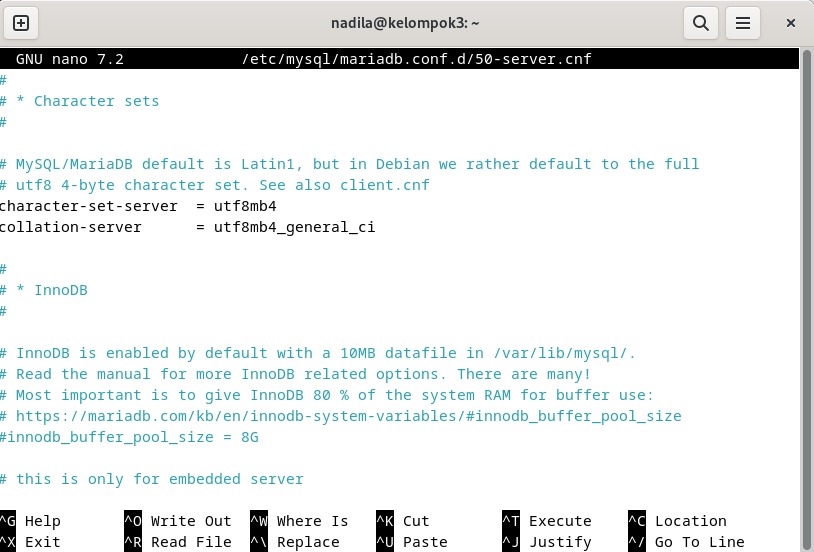 nadila@kelompok3: ~
GNU nano 7.2 /etc/mysql/mariadb.conf.d/50-server.cnf
#
# * Character sets
#
# MySQL/MariaDB default is Latin1, but in Debian we rather default to the full
# utf8 4-byte character set. See also client.cnf
character-set-server = utf8mb4
collation-server = utf8mb4_general_ci
#
# * InnoDB
#
# InnoDB is enabled by default with a 10MB datafile in /var/lib/mysql/.
# Read the manual for more InnoDB related options. There are many!
# Most important is to give InnoDB 80 % of the system RAM for buffer use:
# https://mariadb.com/kb/en/innodb-system-variables/#innodb_buffer_pool_size
#innodb_buffer_pool_size = 8G
# this is only for embedded server
^G Help ^O Write Out ^W Where Is ^K Cut ^T Execute ^C Location
^X Exit ^R Read File ^\ Replace ^U Paste ^J Justify ^/ Go To Line